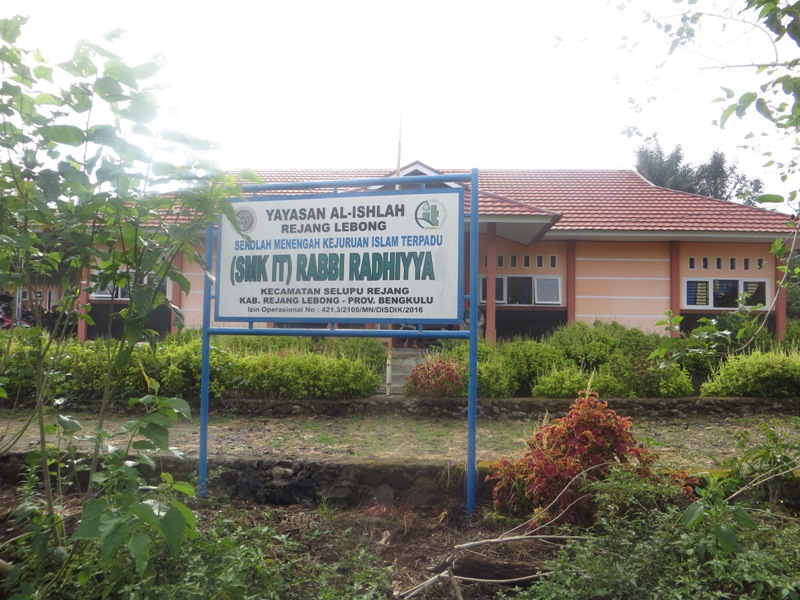 YAYASAN AL-ISHLAH
REJANG LEBONG
SEKOLAH MENENGAH KEJURUAN ISLAM TERPADU
(SMK IT) RABBI RADHIYYA
KECAMATAN SELUPU REJANG
KAB. REJANG LEBONG - PROV. BENGKULU
Izin Operasional No : 421.3/2100/MN/DISDIK/2016